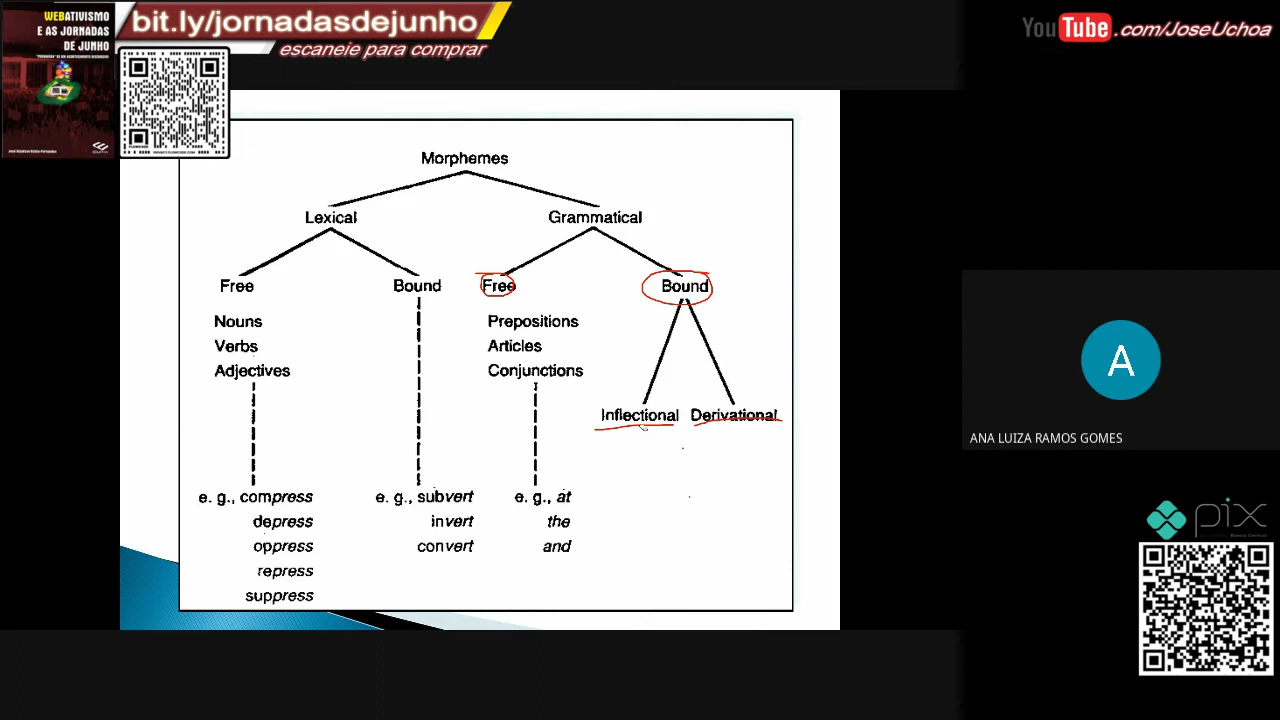 WEBATIVISMO
E AS JORNADAS
DE JUNHO
bit.ly/jornadasdejunho
escaneie para comprar
YouTube.com/JoseUchoa
Morphemes
Lexical Grammatical
Free Bound Free Bound
Nouns Prepositions
Verbs Articles
Adjectives Conjunctions
Inflectional Derivational
e. g., compress e. g., subvert e. g., at
depress invert the
oppress convert and
repress
suppress
A
ANA LUIZA RAMOS GOMES
pix